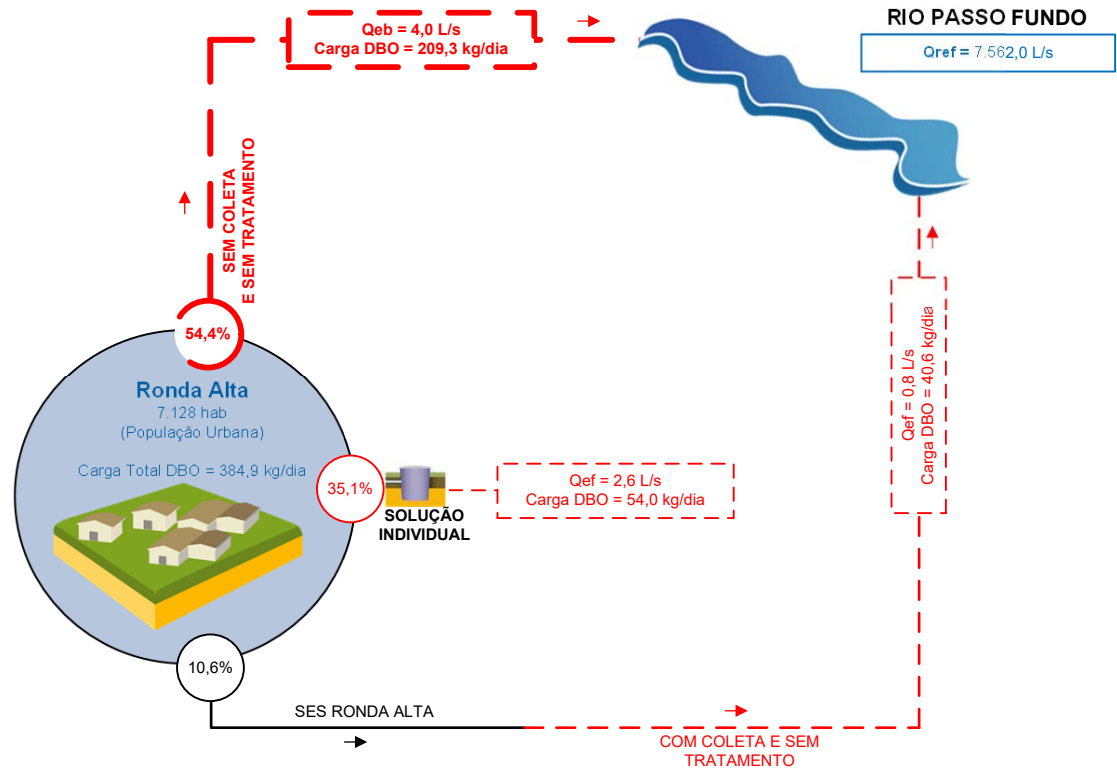 Qeb = 4,0 L/s
Carga DBO = 209,3 kg/dia
RIO PASSO FUNDO
Qref = 7.562,0 L/s
SEM COLETA
E SEM TRATAMENTO
54,4%
Ronda Alta
7.128 hab
(População Urbana)
Carga Total DBO = 384,9 kg/dia
35,1%
SOLUÇÃO
INDIVIDUAL
Qef = 2,6 L/s
Carga DBO = 54,0 kg/dia
Qef = 0,8 L/s
Carga DBO = 40,6 kg/dia
10,6%
SES RONDA ALTA
COM COLETA E SEM
TRATAMENTO